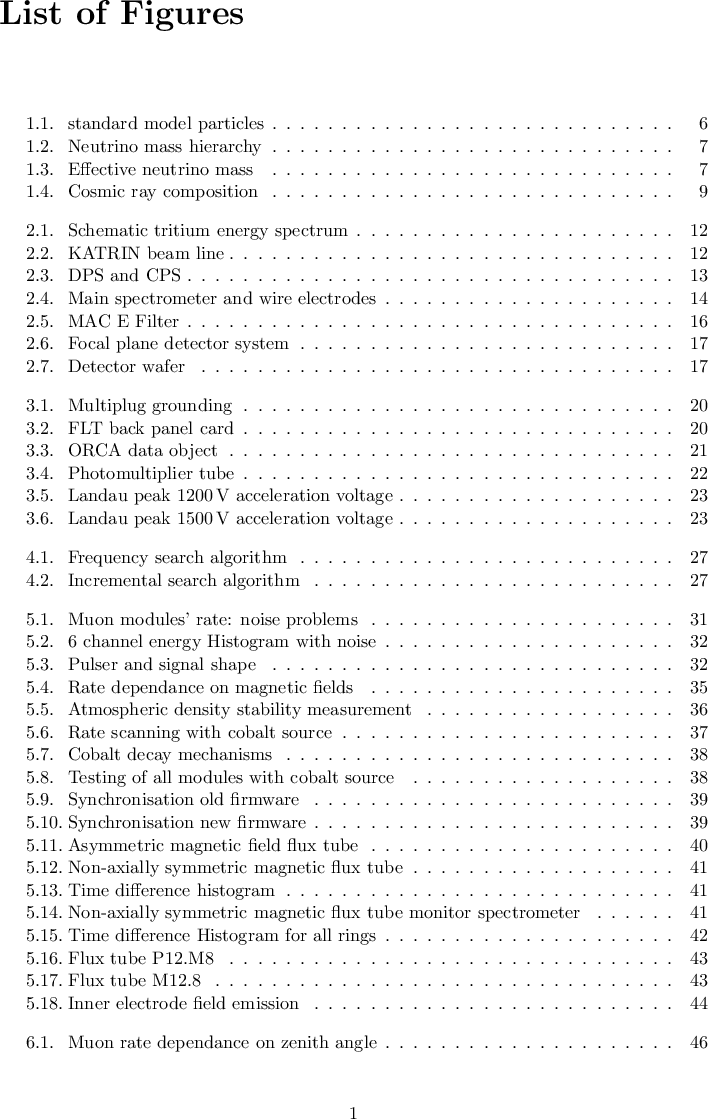 List of Figures
1.1. standard model particles . . . . . . . . . . . . . . . . . . . . . . . . . . . . . 6
1.2. Neutrino mass hierarchy . . . . . . . . . . . . . . . . . . . . . . . . . . . . . 7
1.3. Effective neutrino mass . . . . . . . . . . . . . . . . . . . . . . . . . . . . . 7
1.4. Cosmic ray composition . . . . . . . . . . . . . . . . . . . . . . . . . . . . . 9
2.1. Schematic tritium energy spectrum . . . . . . . . . . . . . . . . . . . . . . . 12
2.2. KATRIN beam line . . . . . . . . . . . . . . . . . . . . . . . . . . . . . . . . 12
2.3. DPS and CPS . . . . . . . . . . . . . . . . . . . . . . . . . . . . . . . . . . . 13
2.4. Main spectrometer and wire electrodes . . . . . . . . . . . . . . . . . . . . . 14
2.5. MAC E Filter . . . . . . . . . . . . . . . . . . . . . . . . . . . . . . . . . . . 16
2.6. Focal plane detector system . . . . . . . . . . . . . . . . . . . . . . . . . . . 17
2.7. Detector wafer . . . . . . . . . . . . . . . . . . . . . . . . . . . . . . . . . . 17
3.1. Multiplug grounding . . . . . . . . . . . . . . . . . . . . . . . . . . . . . . . 20
3.2. FLT back panel card . . . . . . . . . . . . . . . . . . . . . . . . . . . . . . . 20
3.3. ORCA data object . . . . . . . . . . . . . . . . . . . . . . . . . . . . . . . . 21
3.4. Photomultiplier tube . . . . . . . . . . . . . . . . . . . . . . . . . . . . . . . 22
3.5. Landau peak 1200 V acceleration voltage . . . . . . . . . . . . . . . . . . . . 23
3.6. Landau peak 1500 V acceleration voltage . . . . . . . . . . . . . . . . . . . . 23
4.1. Frequency search algorithm . . . . . . . . . . . . . . . . . . . . . . . . . . . 27
4.2. Incremental search algorithm . . . . . . . . . . . . . . . . . . . . . . . . . . 27
5.1. Muon modules' rate: noise problems . . . . . . . . . . . . . . . . . . . . . . 31
5.2. 6 channel energy Histogram with noise . . . . . . . . . . . . . . . . . . . . . 32
5.3. Pulser and signal shape . . . . . . . . . . . . . . . . . . . . . . . . . . . . . 32
5.4. Rate dependance on magnetic fields . . . . . . . . . . . . . . . . . . . . . . 35
5.5. Atmospheric density stability measurement . . . . . . . . . . . . . . . . . . 36
5.6. Rate scanning with cobalt source . . . . . . . . . . . . . . . . . . . . . . . . 37
5.7. Cobalt decay mechanisms . . . . . . . . . . . . . . . . . . . . . . . . . . . . 38
5.8. Testing of all modules with cobalt source . . . . . . . . . . . . . . . . . . . 38
5.9. Synchronisation old firmware . . . . . . . . . . . . . . . . . . . . . . . . . . 39
5.10. Synchronisation new firmware . . . . . . . . . . . . . . . . . . . . . . . . . . 39
5.11. Asymmetric magnetic field flux tube . . . . . . . . . . . . . . . . . . . . . . 40
5.12. Non-axially symmetric magnetic flux tube . . . . . . . . . . . . . . . . . . . 41
5.13. Time difference histogram . . . . . . . . . . . . . . . . . . . . . . . . . . . . 41
5.14. Non-axially symmetric magnetic flux tube monitor spectrometer . . . . . . 41
5.15. Time difference Histogram for all rings . . . . . . . . . . . . . . . . . . . . . 42
5.16. Flux tube P12.M8 . . . . . . . . . . . . . . . . . . . . . . . . . . . . . . . . 43
5.17. Flux tube M12.8 . . . . . . . . . . . . . . . . . . . . . . . . . . . . . . . . . 43
5.18. Inner electrode field emission . . . . . . . . . . . . . . . . . . . . . . . . . . 44
6.1. Muon rate dependance on zenith angle . . . . . . . . . . . . . . . . . . . . . 46
1